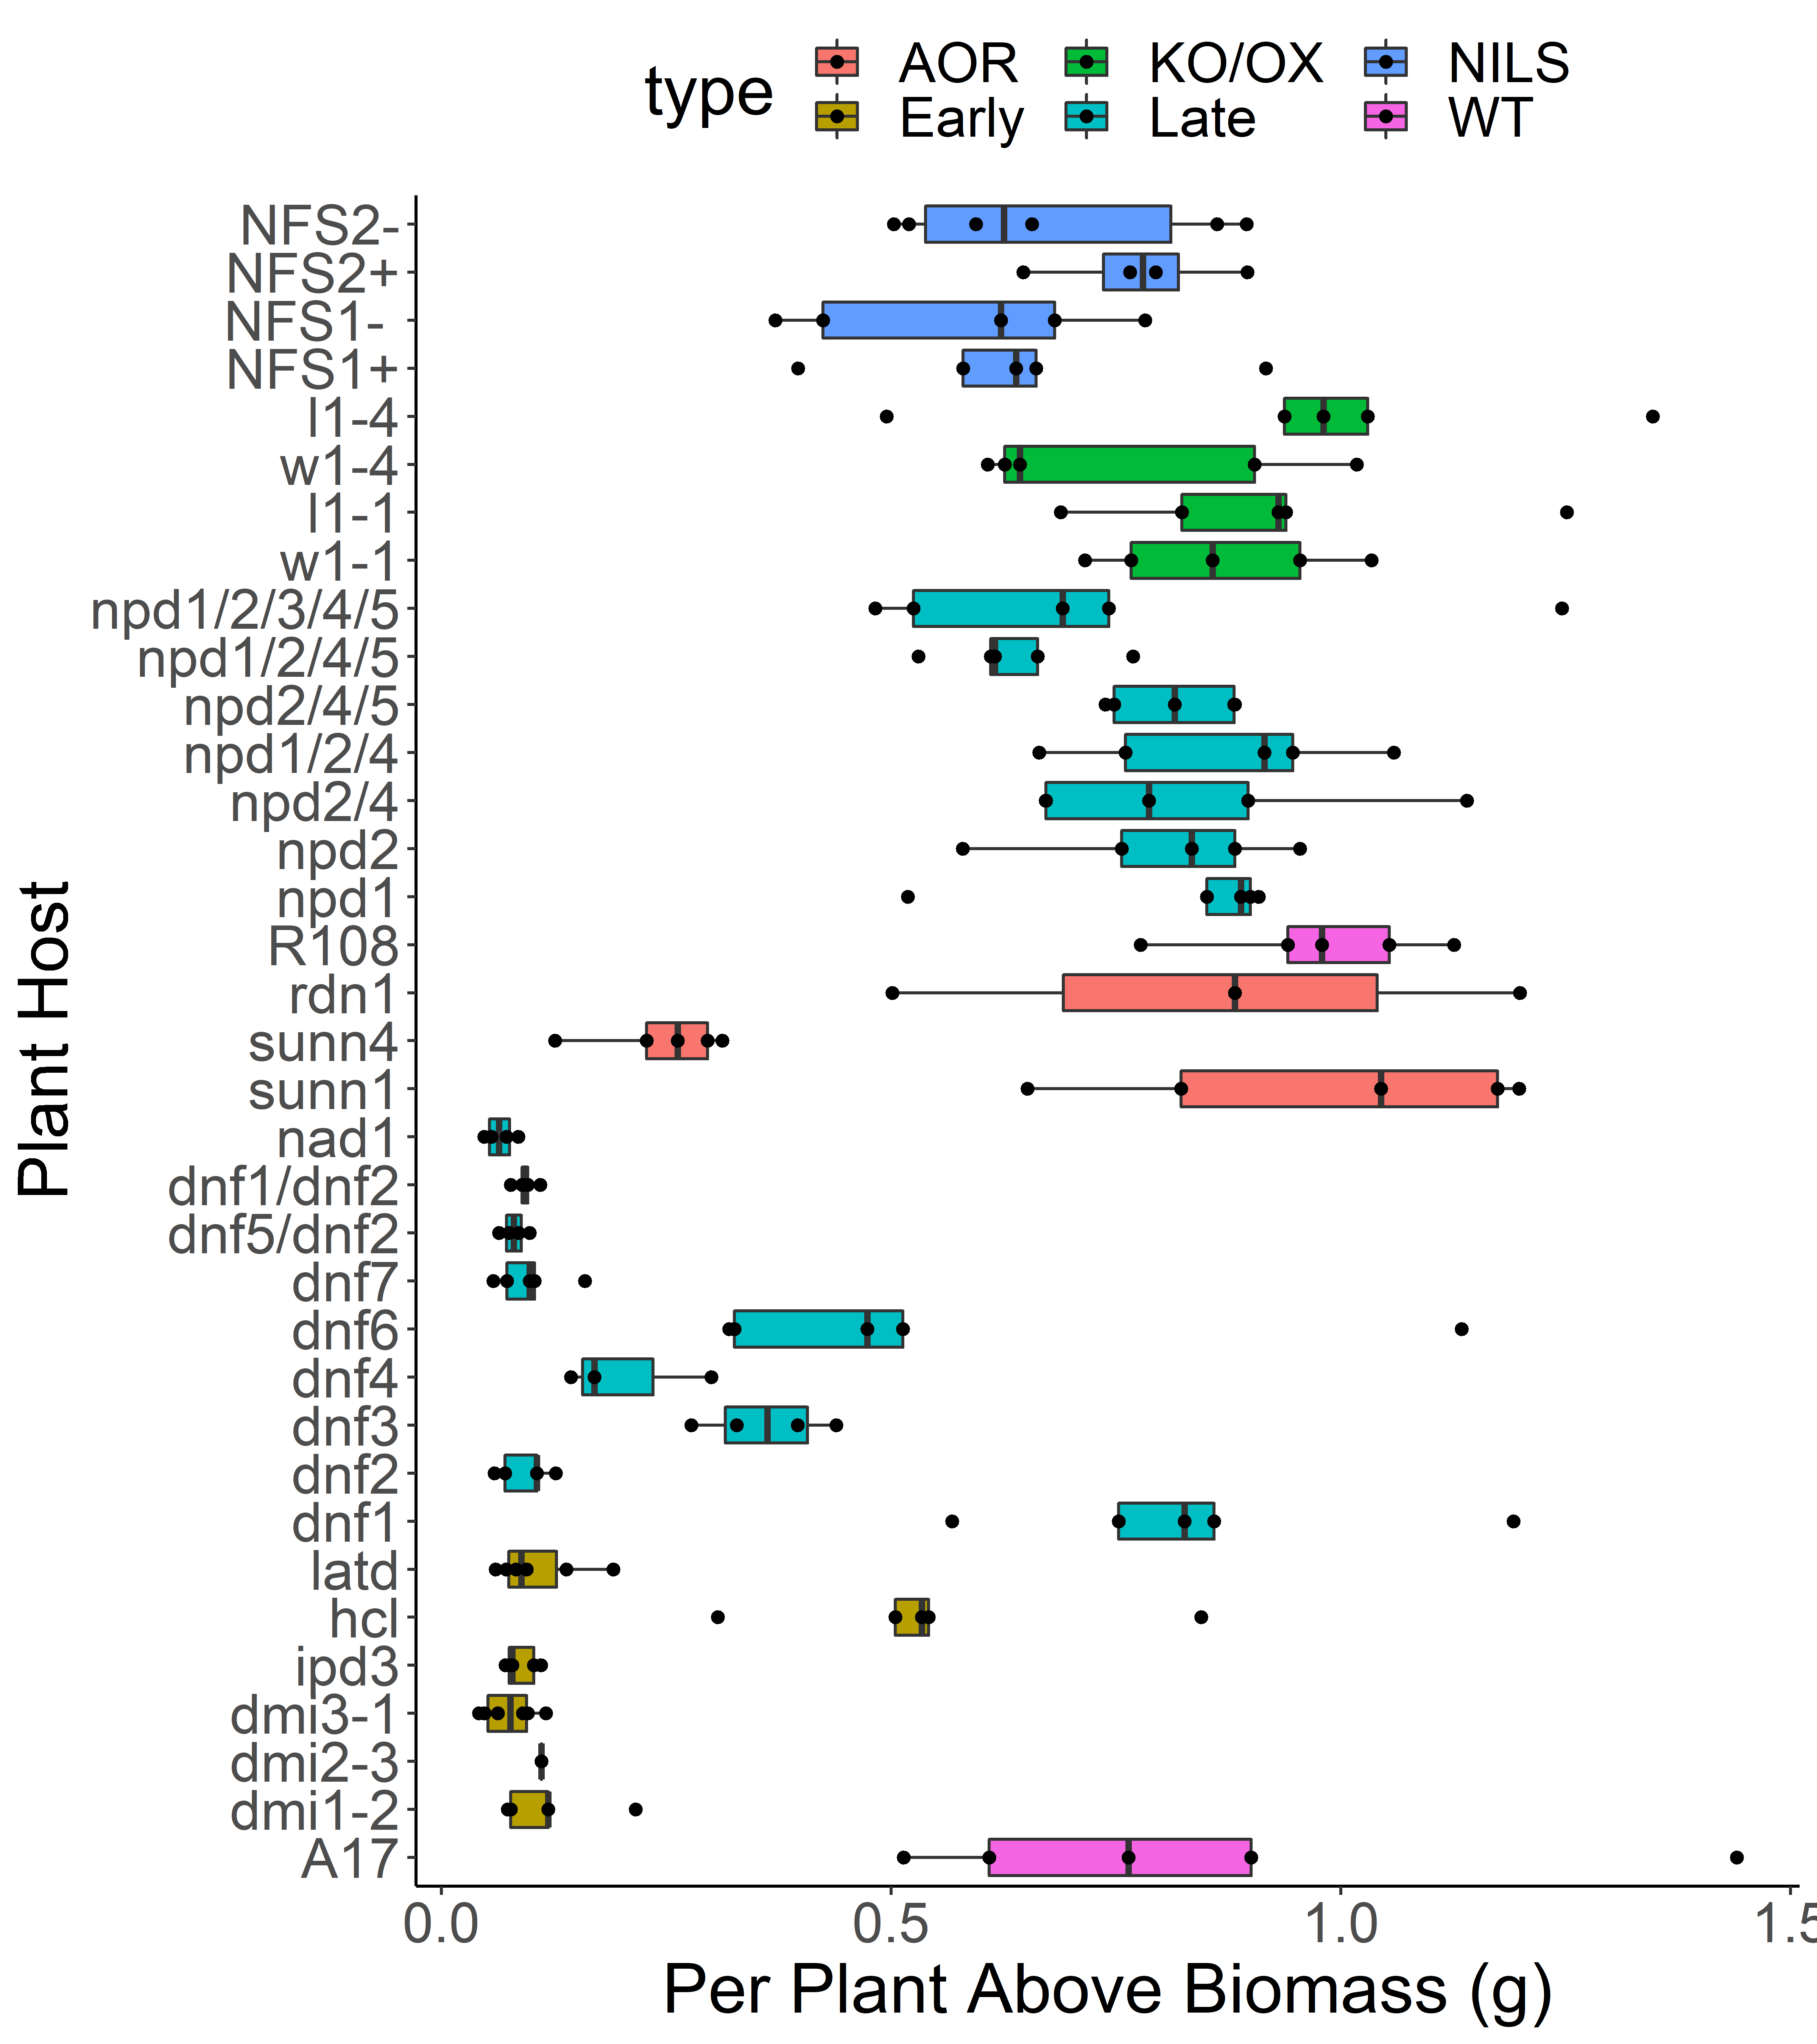 type AOR KO/OX NILS
Early Late WT
NFS2-
NFS2+
NFS1-
NFS1+
l1-4
w1-4
l1-1
w1-1
npd1/2/3/4/5
npd1/2/4/5
npd2/4/5
npd1/2/4
npd2/4
npd2
npd1
R108
rdn1
sunn4
sunn1
nad1
dnf1/dnf2
dnf5/dnf2
dnf7
dnf6
dnf4
dnf3
dnf2
dnf1
latd
hcl
ipd3
dmi3-1
dmi2-3
dmi1-2
A17
Plant Host
0.0 0.5 1.0 1.5
Per Plant Above Biomass (g)